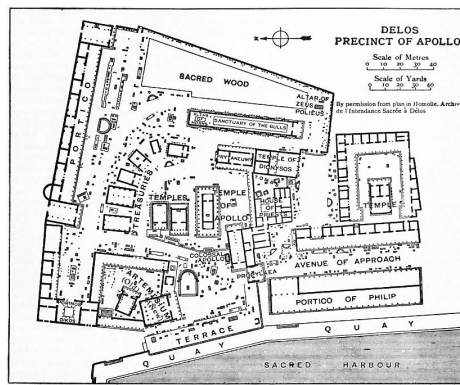 DELOS
PRECINCT OF APOLLO
Scale of Metres
0 10 20 30 40
Scale of Yards
0 10 20 30 40
By permission from plan in Homolle, Archives
de l'Intendance Sacrée à Délos
SACRED WOOD
ALTAR OF
ZEUS
POLIEUS
SANCTUARY OF THE BULLS
PORTICO
PRYTANEUM
TEMPLE OF
DIONYSOS
TREASURIES
TEMPLES
TEMPLE
OF
APOLLO
HOUSE
OF
PRIESTS
TEMPLE
COLOSSAL
APOLLO
PROPYLAEA
AVENUE OF APPROACH
PORTICO OF PHILIP
TERRACE
QUAY
QUAY
SACRED HARBOUR